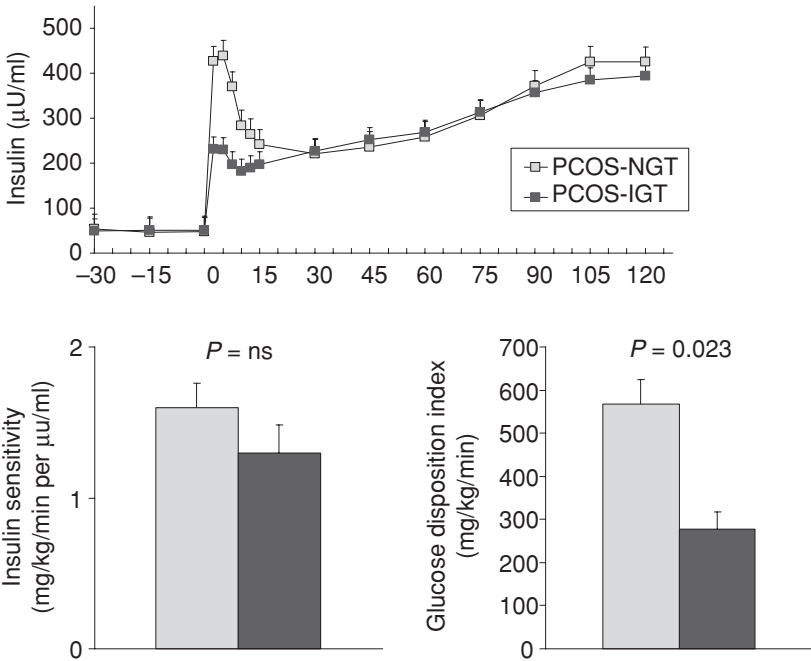 Insulin (μU/ml)
500
400
300
200
100
0
PCOS-NGT
PCOS-IGT
–30 –15 0 15 30 45 60 75 90 105 120
Insulin sensitivity
(mg/kg/min per μu/ml)
2
1
0
P = ns
Glucose disposition index
(mg/kg/min)
700
600
500
400
300
200
100
0
P = 0.023